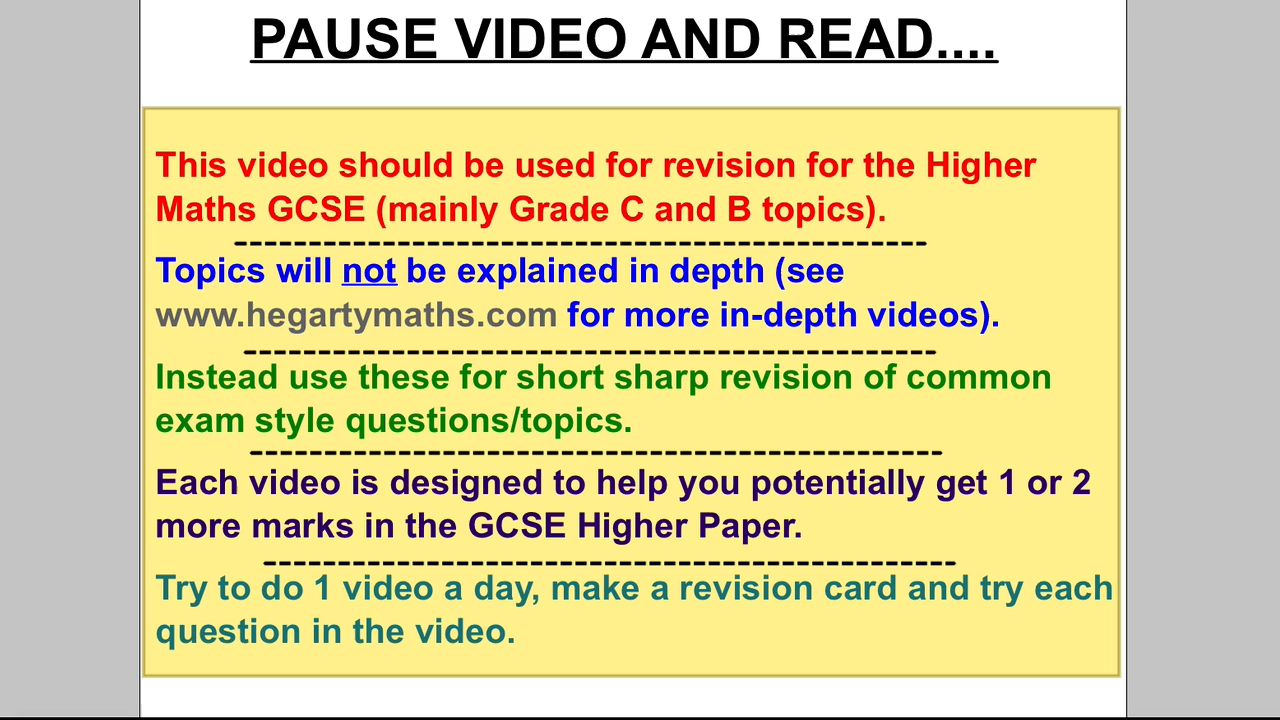 PAUSE VIDEO AND READ....
This video should be used for revision for the Higher
Maths GCSE (mainly Grade C and B topics).
Topics will not be explained in depth (see
www.hegartymaths.com for more in-depth videos).
Instead use these for short sharp revision of common
exam style questions/topics.
Each video is designed to help you potentially get 1 or 2
more marks in the GCSE Higher Paper.
Try to do 1 video a day, make a revision card and try each
question in the video.